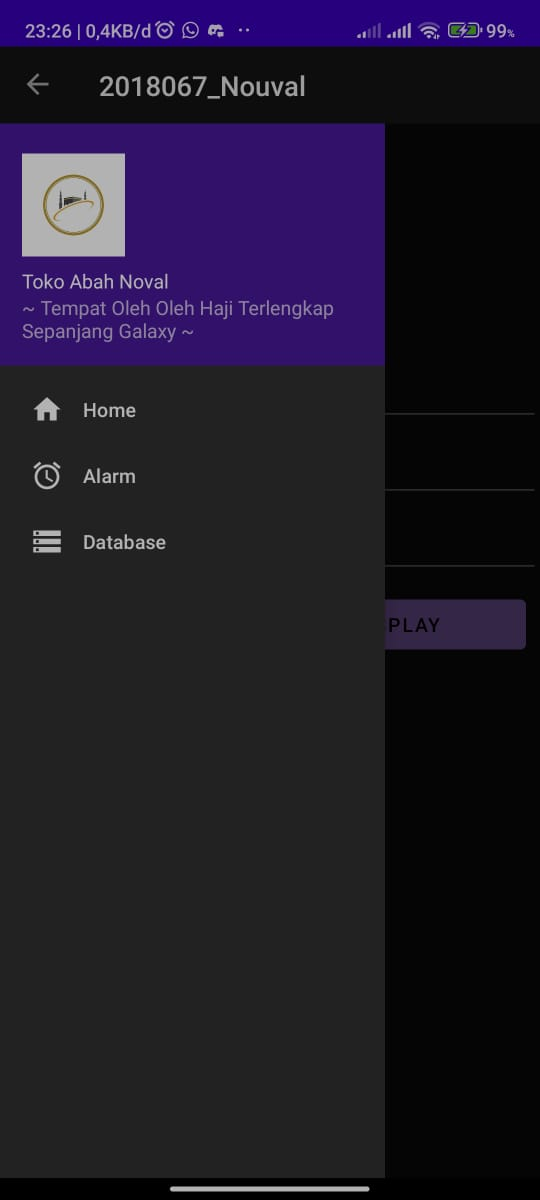 23:26 | 0,4KB/d
99%
2018067_Nouval
Toko Abah Noval
~ Tempat Oleh Oleh Haji Terlengkap
Sepanjang Galaxy ~
Home
Alarm
Database
PLAY